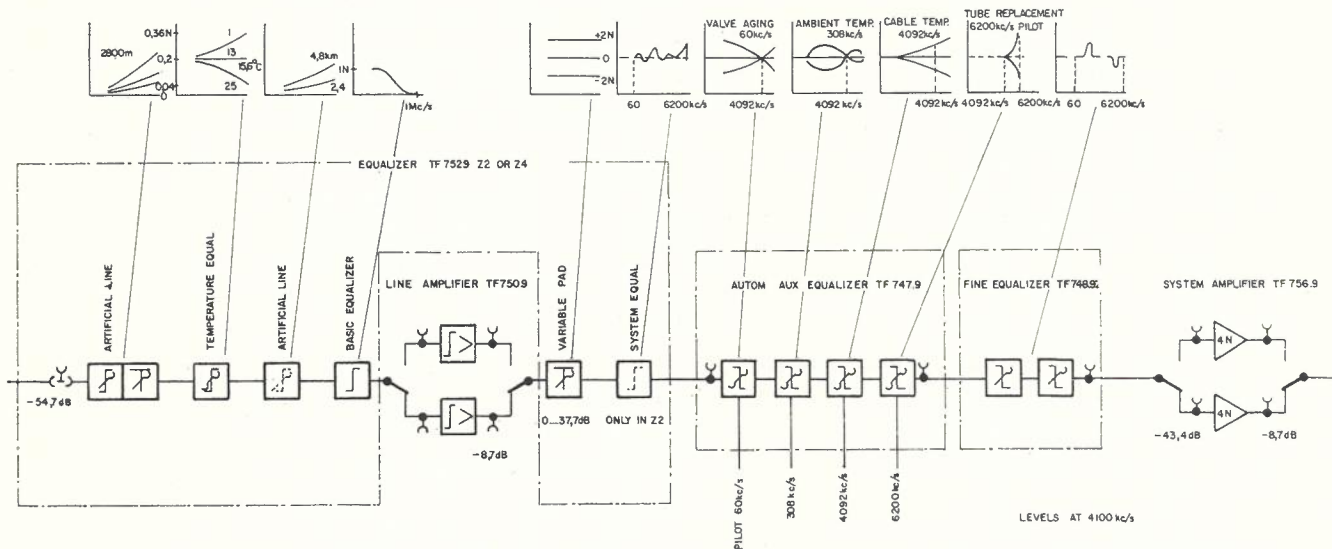 0,36N
0,2
0,04
0
2800m
1
13
15,6°C
25
4,8km
2,4
1N
1Mc/s
+2N
0
-2N
60
6200kc/s
VALVE AGING
60kc/s
4092kc/s
AMBIENT TEMP.
308kc/s
4092kc/s
CABLE TEMP.
4092kc/s
4092kc/s
TUBE REPLACEMENT
6200kc/s PILOT
4092kc/s
6200kc/s
60
6200kc/s
EQUALIZER TF 7529 Z2 OR Z4
ARTIFICIAL LINE
TEMPERATURE EQUAL
ARTIFICIAL LINE
BASIC EQUALIZER
LINE AMPLIFIER TF750.9
VARIABLE PAD
SYSTEM EQUAL
AUTOM AUX EQUALIZER TF 747.9
FINE EQUALIZER TF748.9
SYSTEM AMPLIFIER TF 756.9
4N
4N
-54,7dB
-8,7dB
0...37,7dB
ONLY IN Z2
-43,4dB
-8,7dB
PILOT 60kc/s
308kc/s
4092kc/s
6200kc/s
LEVELS AT 4100kc/s